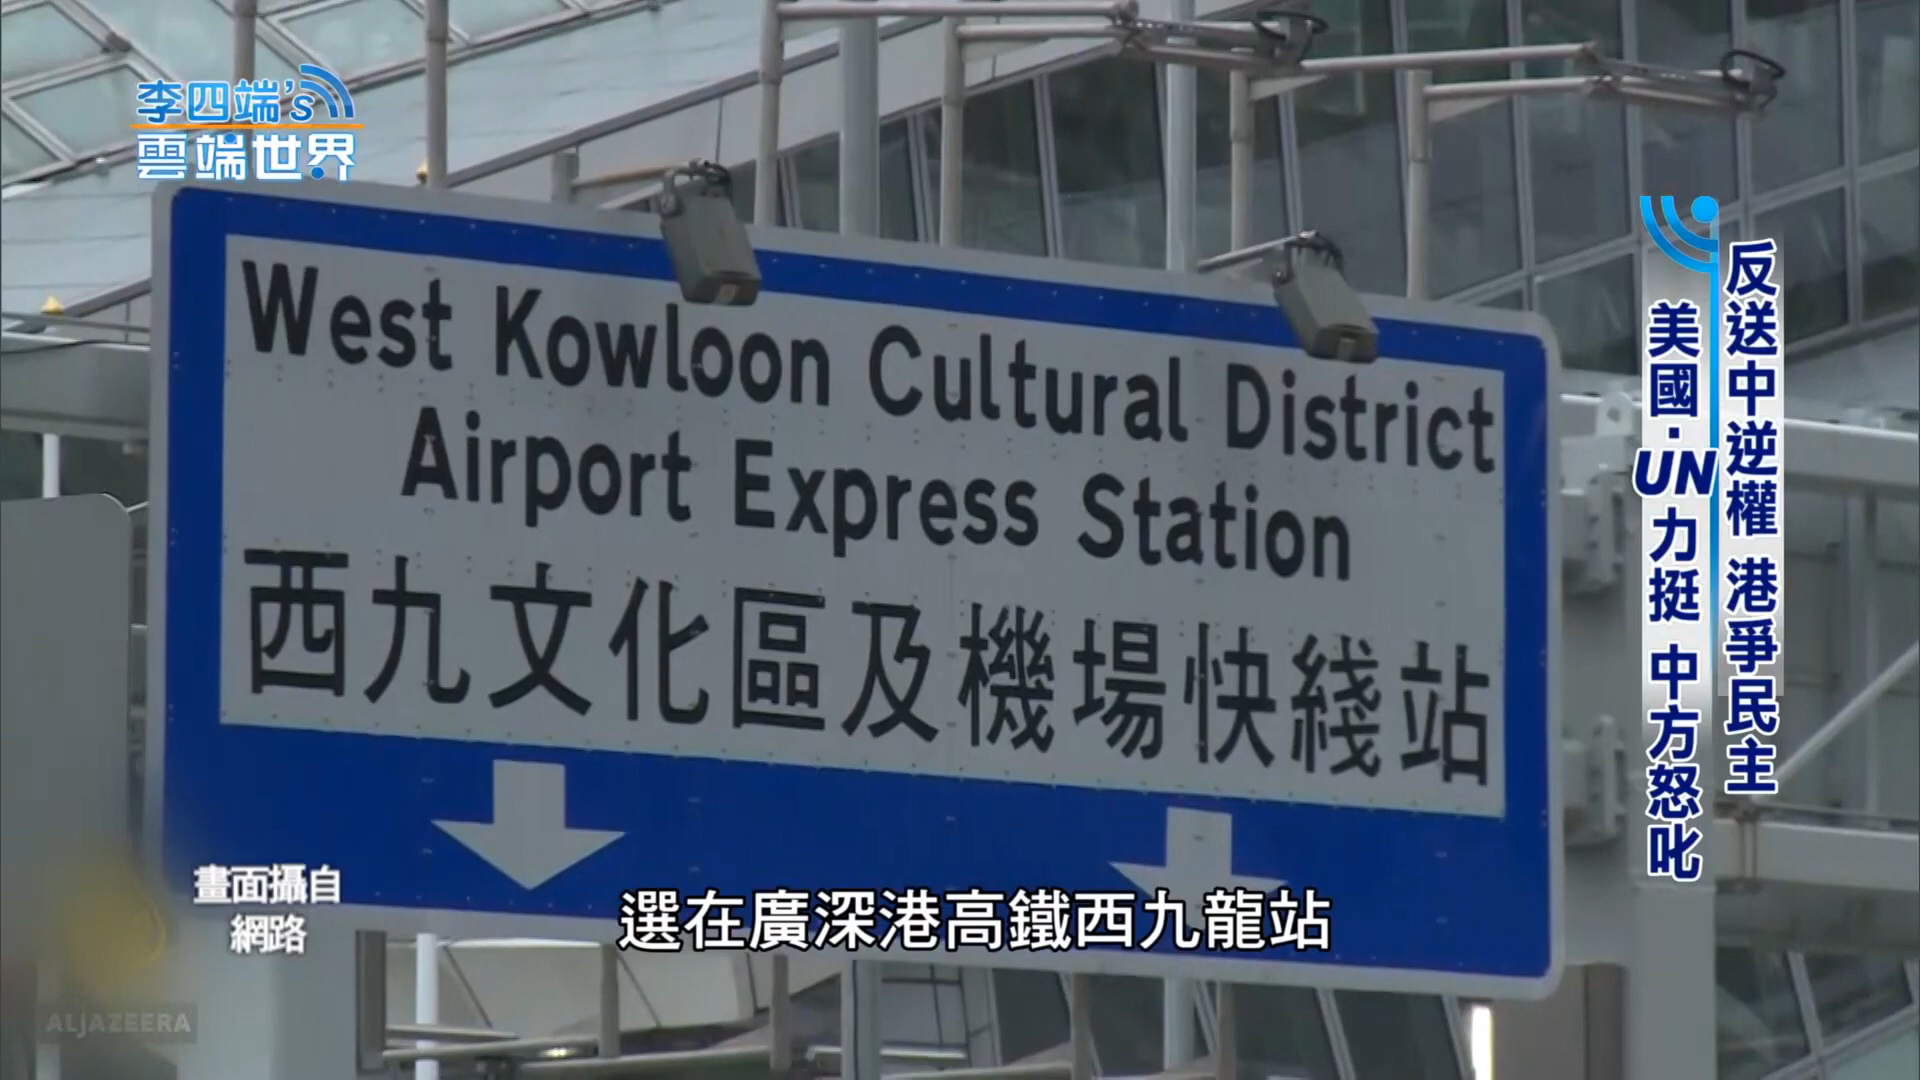 李四端's
雲端世界
West Kowloon Cultural District
Airport Express Station
西九文化區及機場快綫站
反送中逆權 港爭民主
美國·UN力挺 中方怒叱
畫面攝自
網路
選在廣深港高鐵西九龍站
ALJAZEERA